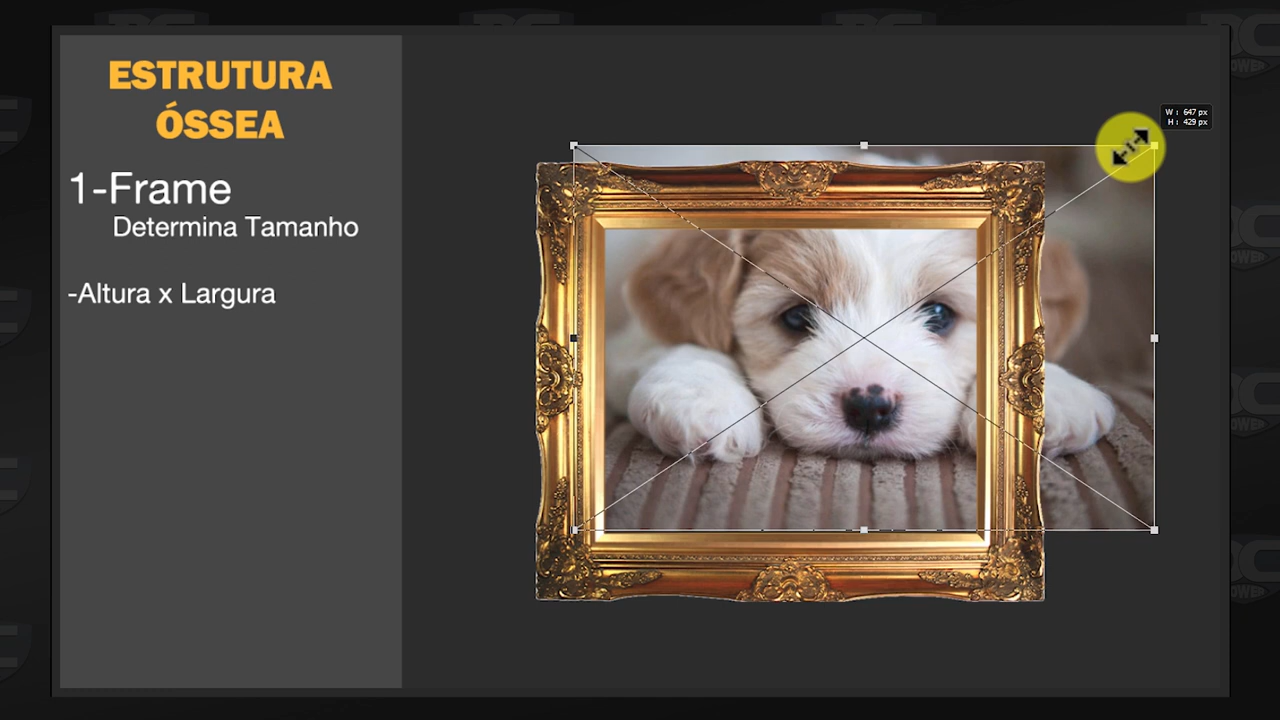 ESTRUTURA
ÓSSEA
1-Frame
Determina Tamanho
-Altura x Largura
W : 647 px
H : 429 px